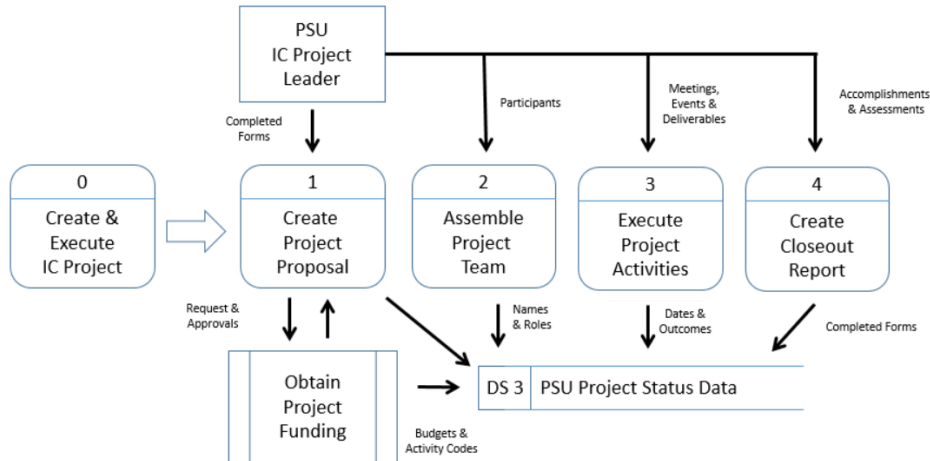 PSU
IC Project
Leader
Participants
Meetings,
Events &
Deliverables
Accomplishments
& Assessments
Completed
Forms
0
Create &
Execute
IC Project
1
Create
Project
Proposal
2
Assemble
Project
Team
3
Execute
Project
Activities
4
Create
Closeout
Report
Request &
Approvals
Names
& Roles
Dates &
Outcomes
Completed Forms
Obtain
Project
Funding
DS 3 PSU Project Status Data
Budgets &
Activity Codes